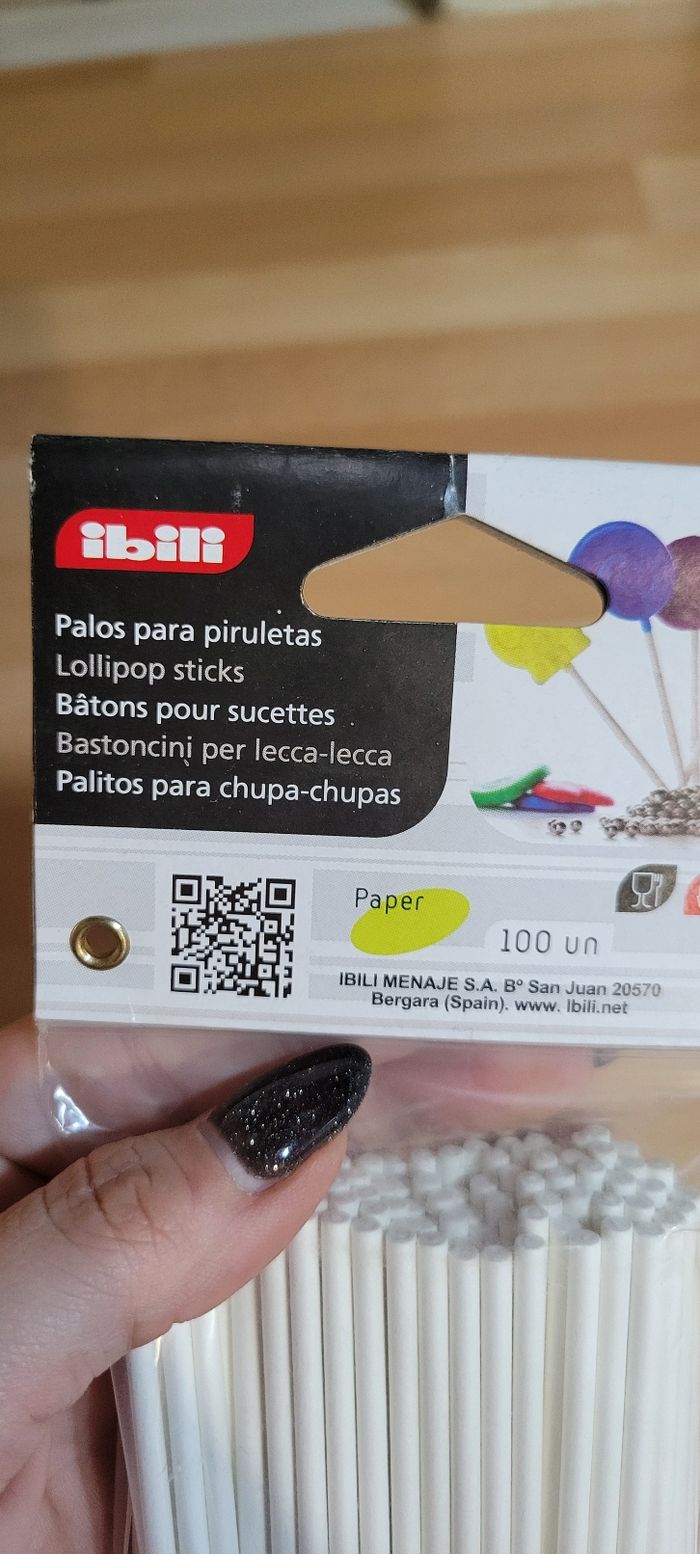 ibili
Palos para piruletas
Lollipop sticks
Bâtons pour sucettes
Bastoncini per lecca-lecca
Palitos para chupa-chupas
Paper
100 un
IBILI MENAJE S.A. Bº San Juan 20570
Bergara (Spain). www. Ibili.net